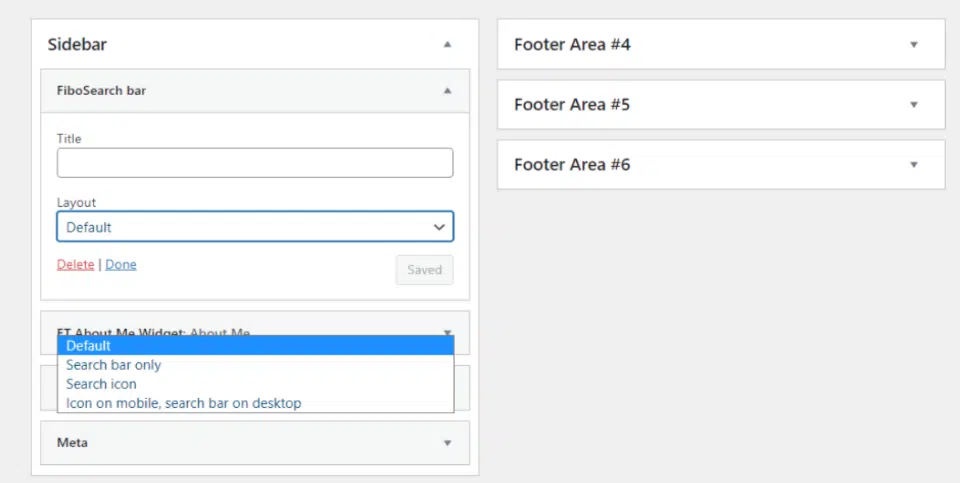 Sidebar
FiboSearch bar
Title
Layout
Default
Delete | Done
Saved
ET About Me Widget: About Me
Default
Search bar only
Search icon
Icon on mobile, search bar on desktop
Meta
Footer Area #4
Footer Area #5
Footer Area #6